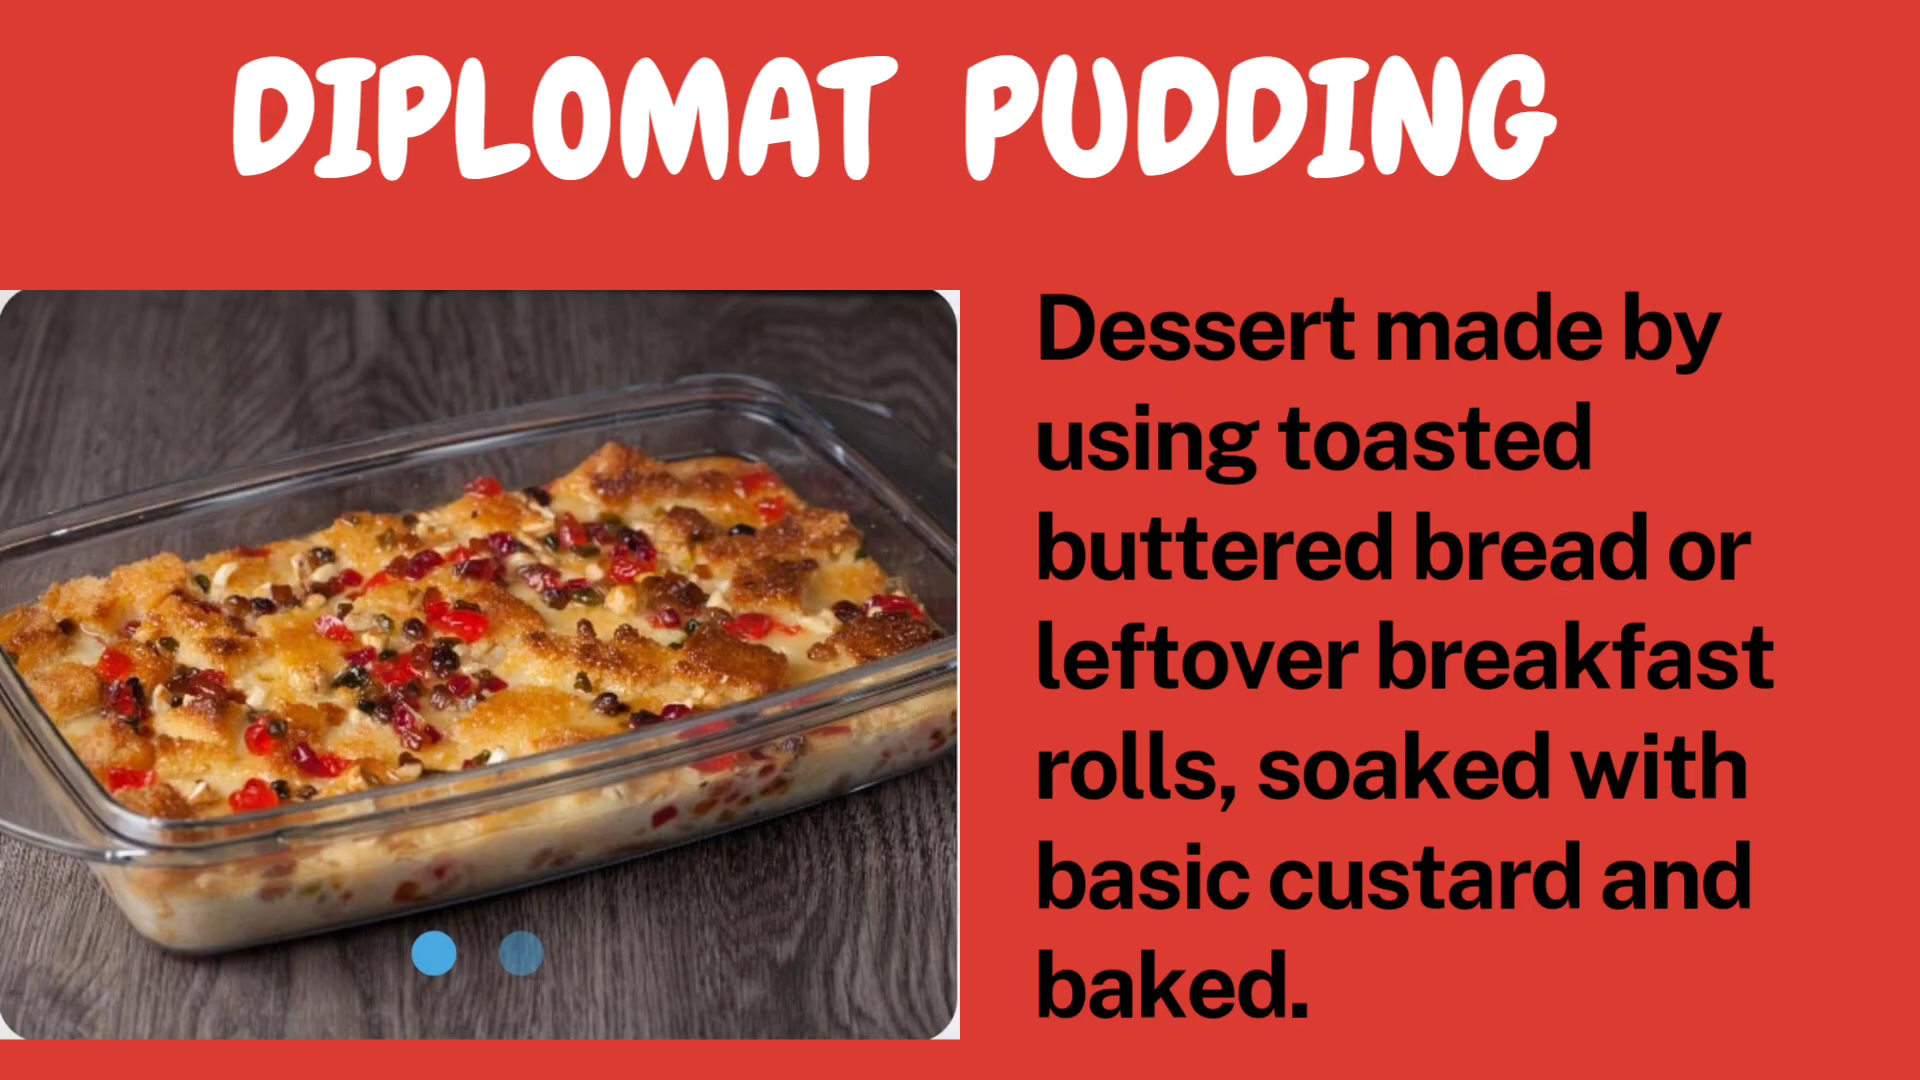 DIPLOMAT PUDDING
Dessert made by
using toasted
buttered bread or
leftover breakfast
rolls, soaked with
basic custard and
baked.